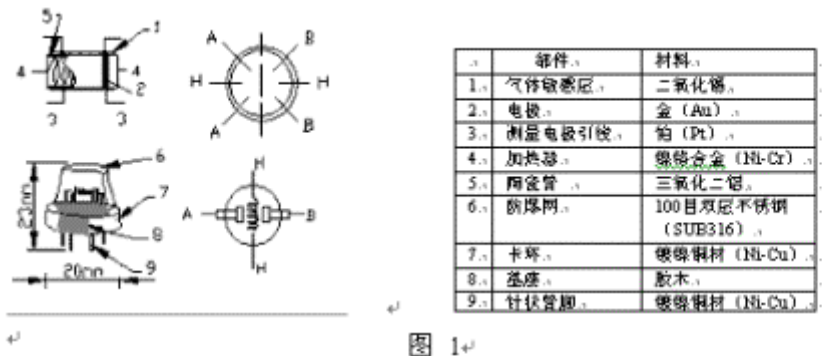 5
1
4
4
2
3
3
A
B
H
H
A
B
6
7
8
9
20mm
H
A
B
H
部件
材料
1. 气体敏感层 二氧化锡
2. 电极 金(Au)
3. 测量电极引线 铂(Pt)
4. 加热器 镍铬合金(Ni-Cr)
5. 陶瓷管 三氧化二铝
6. 防爆网 100目双层不锈钢
(SUB316)
7. 卡环 镀镍铜材(Ni-Cu)
8. 基座 胶木
9. 针状管脚 镀镍铜材(Ni-Cu)
图 1